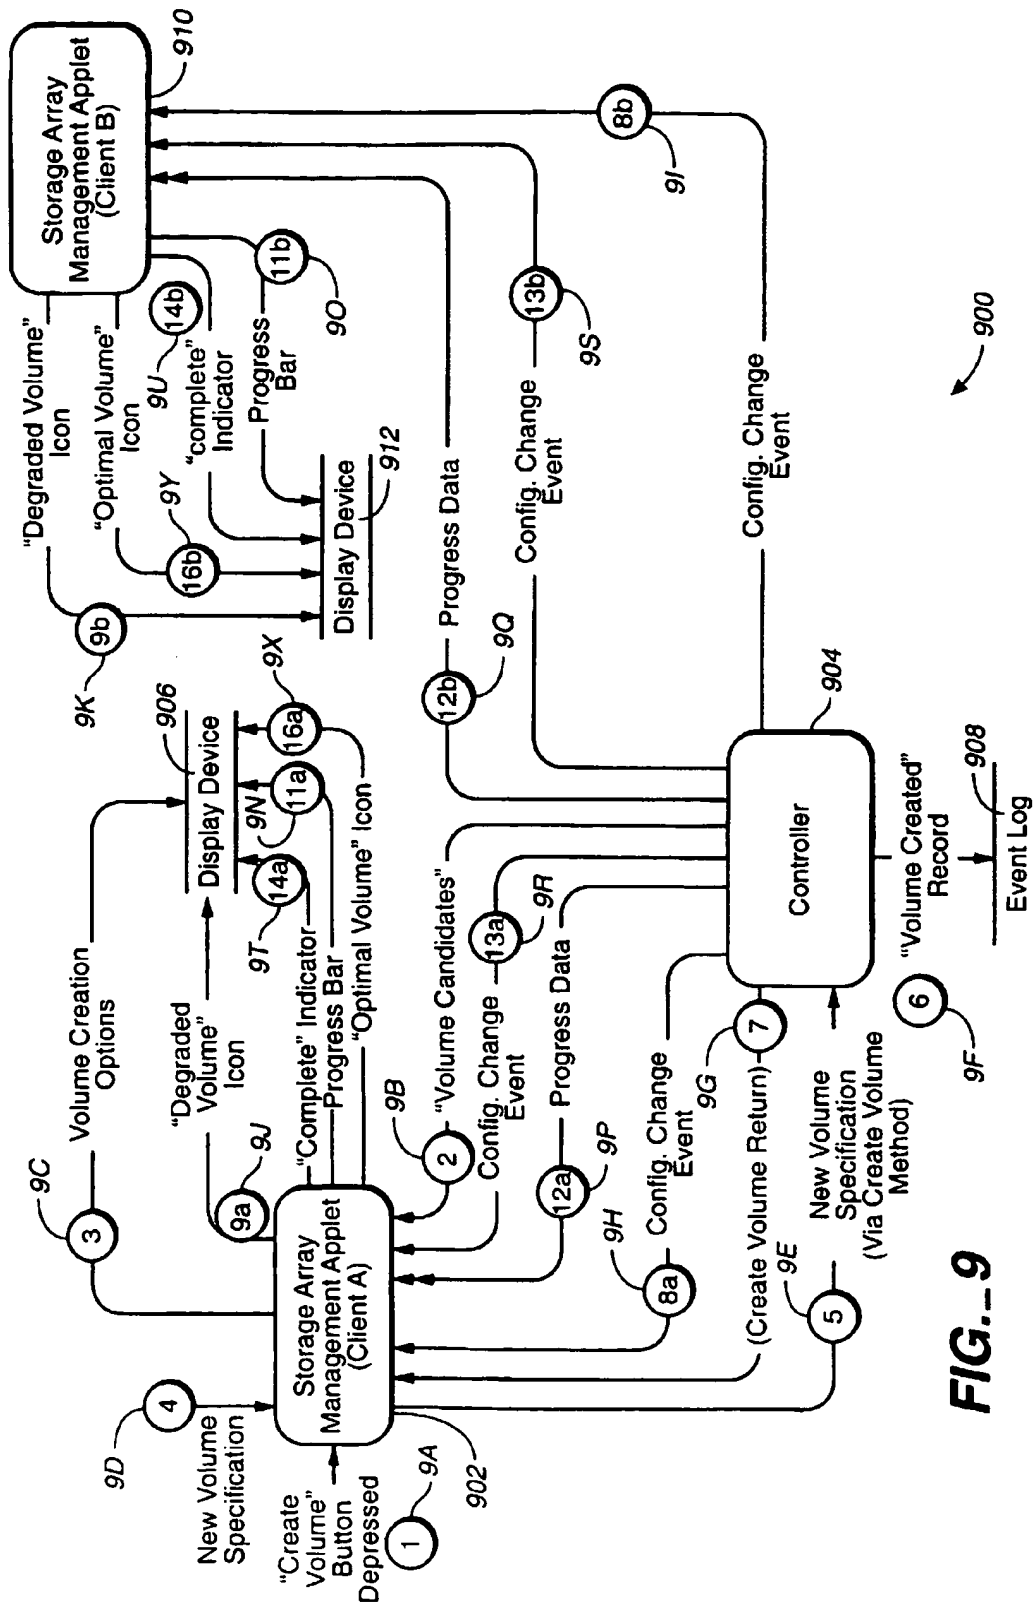 "Create
Volume"
Button
Depressed
1
9A
New Volume
Specification
4
9D
902
Storage Array
Management Applet
(Client A)
3
9C
Volume Creation
Options
9a
9J
"Degraded
Volume"
Icon
"Complete" Indicator
Progress Bar
"Optimal Volume" Icon
14a
9T
11a
9N
16a
9X
Display Device
906
2
9B
"Volume Candidates"
Config. Change
Event
13a
9R
12a
9P
Progress Data
8a
9H
Config. Change
Event
7
9G
(Create Volume Return)
5
9E
New Volume
Specification
(Via Create Volume
Method)
Controller
904
6
9F
"Volume Created"
Record
908
Event Log
12b
9Q
Progress Data
Config. Change
Event
13b
9S
Config. Change
Event
8b
9I
Storage Array
Management Applet
(Client B)
910
"Degraded Volume"
Icon
9b
9K
"Optimal Volume"
Icon
16b
9Y
14b
9U
"complete"
Indicator
11b
9O
Progress
Bar
Display Device
912
900
FIG._9